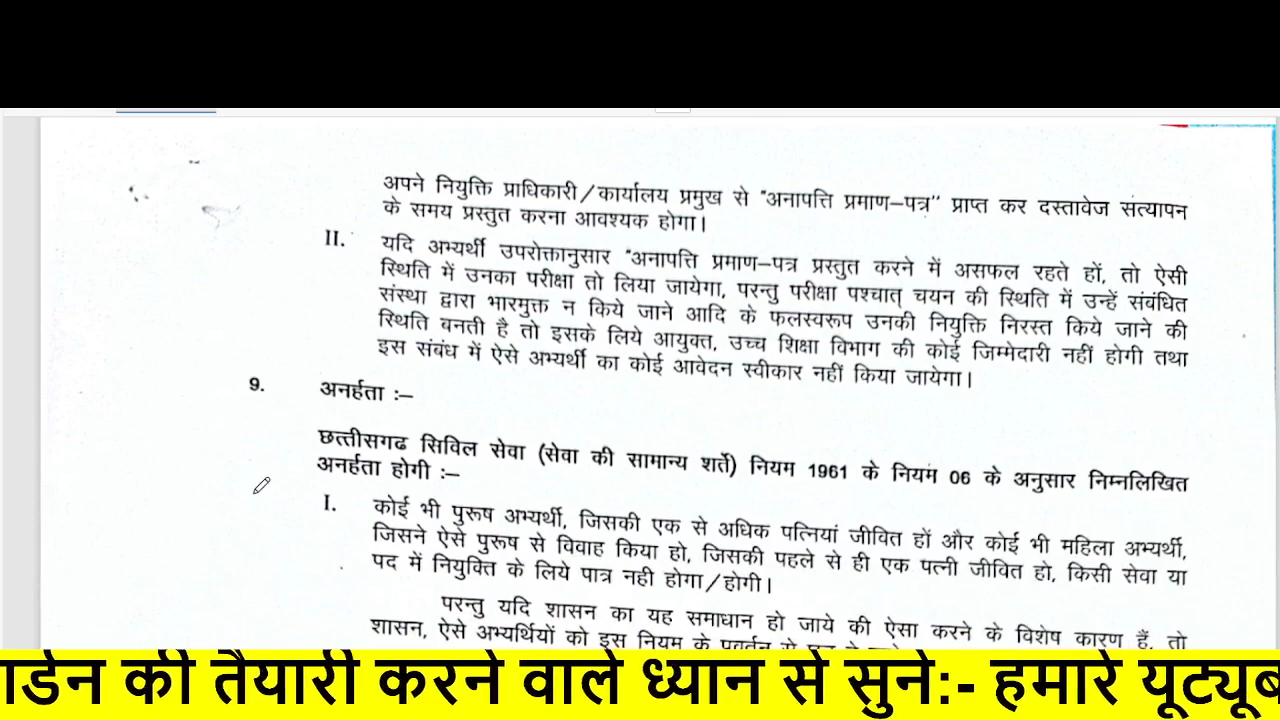 अपने नियुक्ति प्राधिकारी/कार्यालय प्रमुख से "अनापत्ति प्रमाण–पत्र" प्राप्त कर दस्तावेज संत्यापन
के समय प्रस्तुत करना आवश्यक होगा।
II. यदि अभ्यर्थी उपरोक्तानुसार "अनापत्ति प्रमाण–पत्र प्रस्तुत करने में असफल रहते हों, तो ऐसी
स्थिति में उनका परीक्षा तो लिया जायेगा, परन्तु परीक्षा पश्चात् चयन की स्थिति में उन्हें संबंधित
संस्था द्वारा भारमुक्त न किये जाने आदि के फलस्वरूप उनकी नियुक्ति निरस्त किये जाने की
स्थिति बनती है तो इसके लिये आयुक्त, उच्च शिक्षा विभाग की कोई जिम्मेदारी नहीं होगी तथा
इस संबंध में ऐसे अभ्यर्थी का कोई आवेदन स्वीकार नहीं किया जायेगा।
9. अनर्हता :–
छत्तीसगढ सिविल सेवा (सेवा की सामान्य शर्ते) नियम 1961 के नियम 06 के अनुसार निम्नलिखित
अनर्हता होगी :–
I. कोई भी पुरूष अभ्यर्थी, जिसकी एक से अधिक पत्नियां जीवित हों और कोई भी महिला अभ्यर्थी,
जिसने ऐसे पुरूष से विवाह किया हो, जिसकी पहले से ही एक पत्नी जीवित हो, किसी सेवा या
पद में नियुक्ति के लिये पात्र नही होगा/होगी।
परन्तु यदि शासन का यह समाधान हो जाये की ऐसा करने के विशेष कारण हैं, तो
शासन, ऐसे अभ्यर्थियों को इस नियम के प्रवर्तन से
र्डन की तैयारी करने वाले ध्यान से सुने:- हमारे यूट्यूब